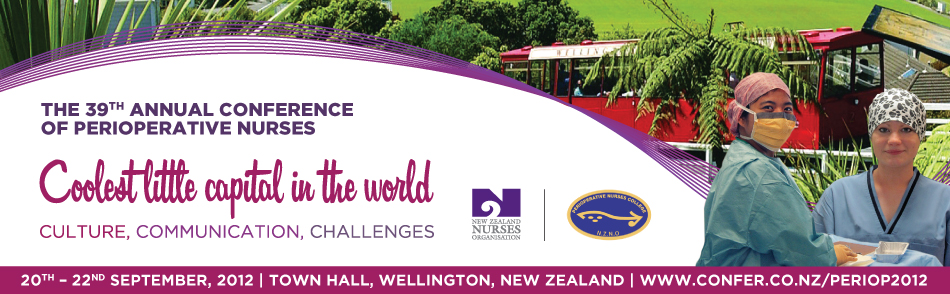 WELLINGTON
THE 39TH ANNUAL CONFERENCE
OF PERIOPERATIVE NURSES
Coolest little capital in the world
CULTURE, COMMUNICATION, CHALLENGES
N
NEW ZEALAND
NURSES
ORGANISATION
PERIOPERATIVE NURSES COLLEGE
N.Z.N.O
20TH – 22ND SEPTEMBER, 2012 | TOWN HALL, WELLINGTON, NEW ZEALAND | WWW.CONFER.CO.NZ/PERIOP2012